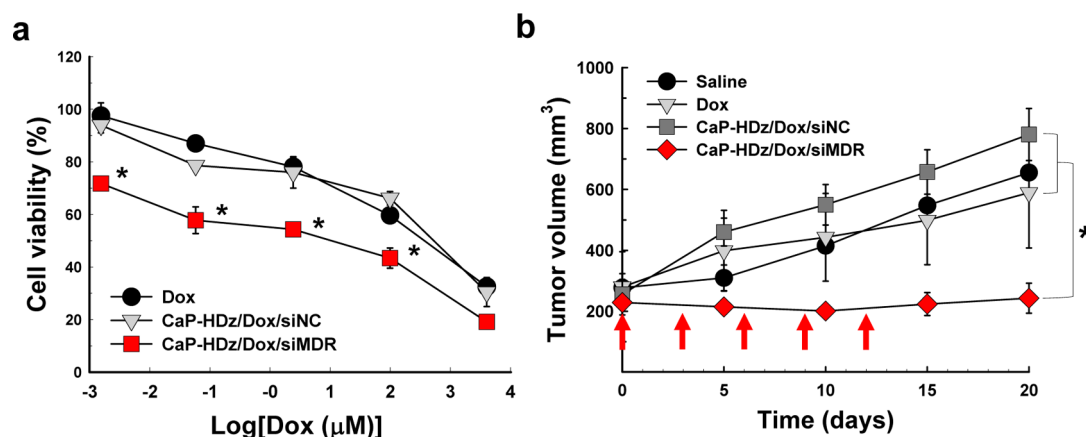 a
120
100
80
60
40
20
0
Cell viability (%)
*
*
*
*
Dox
CaP-HDz/Dox/siNC
CaP-HDz/Dox/siMDR
-3 -2 -1 -0 1 2 3 4
Log[Dox (μM)]
b
1000
800
600
400
200
0
Tumor volume (mm3)
Saline
Dox
CaP-HDz/Dox/siNC
CaP-HDz/Dox/siMDR
*
0 5 10 15 20
Time (days)